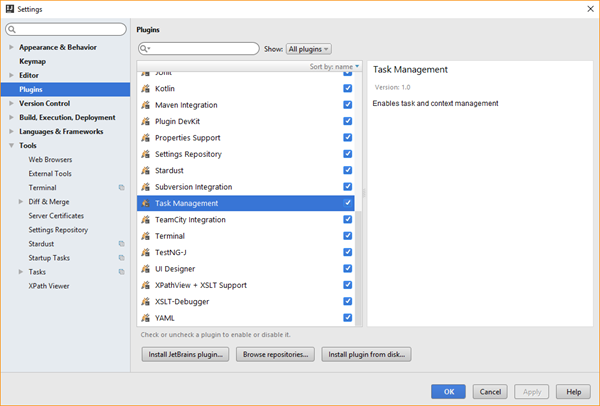 Settings
Appearance & Behavior
Keymap
Editor
Plugins
Version Control
Build, Execution, Deployment
Languages & Frameworks
Tools
Web Browsers
External Tools
Terminal
Diff & Merge
Server Certificates
Settings Repository
Stardust
Startup Tasks
Tasks
XPath Viewer
Plugins
Show: All plugins
Sort by: name
JUnit
Kotlin
Maven Integration
Plugin DevKit
Properties Support
Settings Repository
Stardust
Subversion Integration
Task Management
TeamCity Integration
Terminal
TestNG-J
UI Designer
XPathView + XSLT Support
XSLT-Debugger
YAML
Task Management
Version: 1.0
Enables task and context management
Check or uncheck a plugin to enable or disable it.
Install JetBrains plugin... Browse repositories... Install plugin from disk...
OK Cancel Apply Help